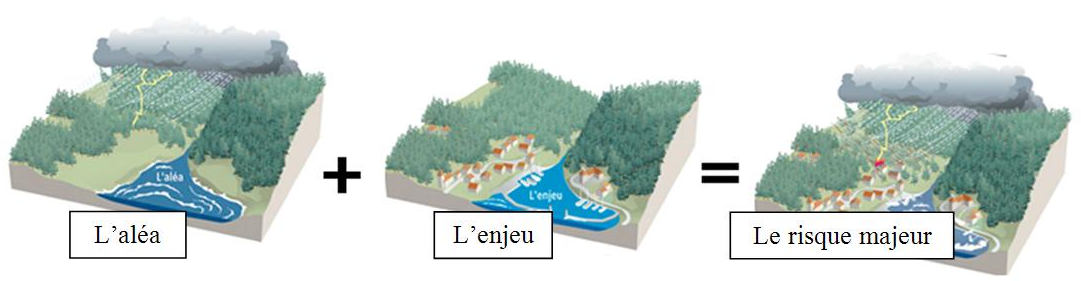 L'aléa
L'enjeu
+
=
L'aléa
L'enjeu
Le risque majeur